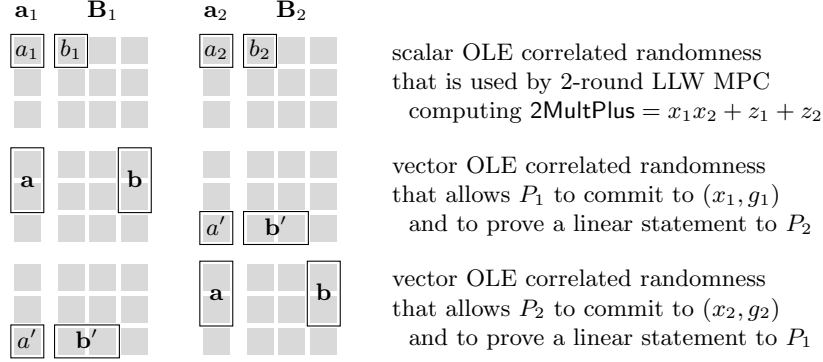 a₁ B₁ a₂ B₂
a₁ b₁ a₂ b₂
scalar OLE correlated randomness
that is used by 2-round LLW MPC
computing 2MultPlus = x₁x₂ + z₁ + z₂
a b
a′ b′
vector OLE correlated randomness
that allows P₁ to commit to (x₁, g₁)
and to prove a linear statement to P₂
a b
a′ b′
vector OLE correlated randomness
that allows P₂ to commit to (x₂, g₂)
and to prove a linear statement to P₁